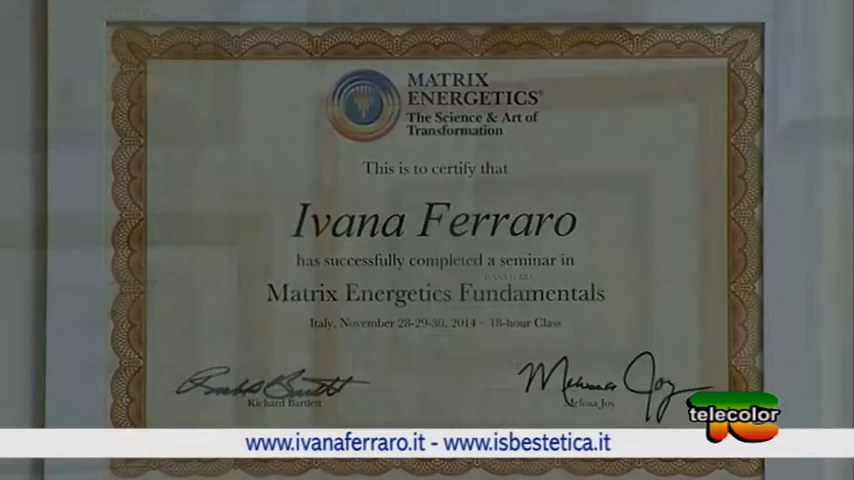 MATRIX
ENERGETICS®
The Science & Art of
Transformation
This is to certify that
Ivana Ferraro
has successfully completed a seminar in
Matrix Energetics Fundamentals
Italy, November 28-29-30, 2014 ~ 18-hour Class
Melissa Joy
Richard Bartlett
Melissa Joy
telecolor
www.ivanaferraro.it - www.isbestetica.it